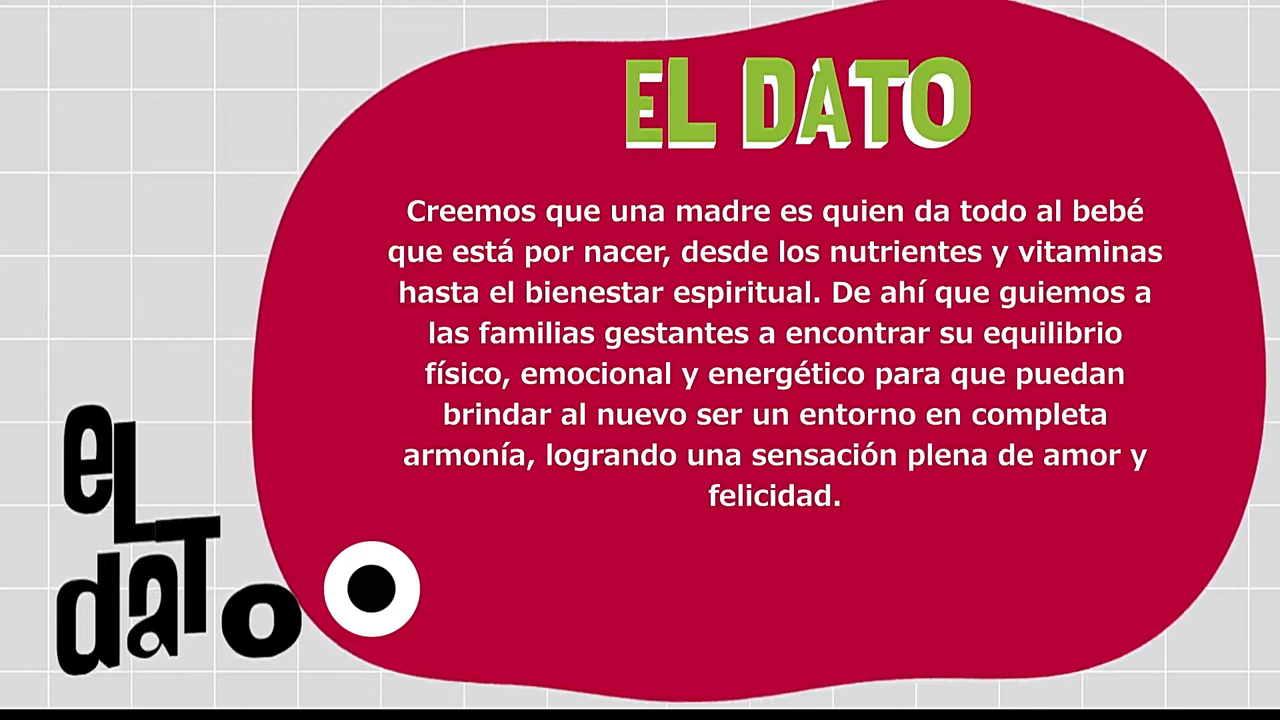 EL DATO
Creemos que una madre es quien da todo al bebé
que está por nacer, desde los nutrientes y vitaminas
hasta el bienestar espiritual. De ahí que guiemos a
las familias gestantes a encontrar su equilibrio
físico, emocional y energético para que puedan
brindar al nuevo ser un entorno en completa
armonía, logrando una sensación plena de amor y
felicidad.
eL
daTo